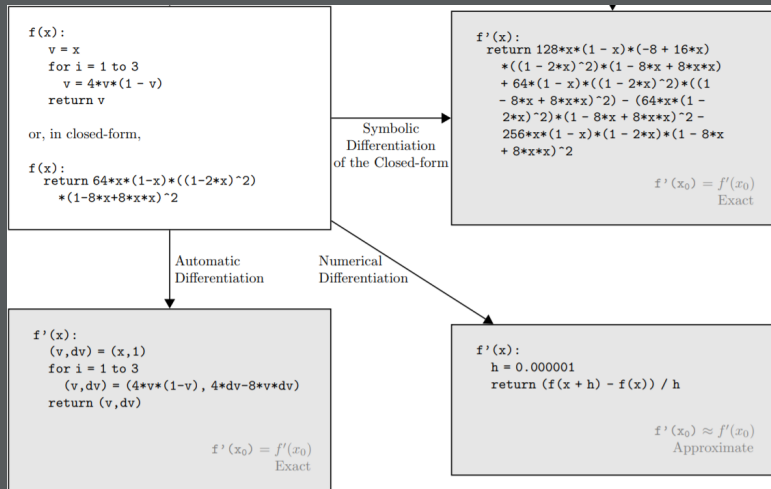 f(x):
v = x
for i = 1 to 3
v = 4*v*(1 - v)
return v
or, in closed-form,
f(x):
return 64*x*(1-x)*((1-2*x)^2)
*(1-8*x+8*x*x)^2
Symbolic
Differentiation
of the Closed-form
f'(x):
return 128*x*(1 - x)*(-8 + 16*x)
*((1 - 2*x)^2)*(1 - 8*x + 8*x*x)
+ 64*(1 - x)*((1 - 2*x)^2)*((1
- 8*x + 8*x*x)^2) - (64*x*(1 -
2*x)^2)*(1 - 8*x + 8*x*x)^2 -
256*x*(1 - x)*(1 - 2*x)*(1 - 8*x
+ 8*x*x)^2
f'(x₀) = f′(x₀)
Exact
Automatic
Differentiation
Numerical
Differentiation
f'(x):
(v,dv) = (x,1)
for i = 1 to 3
(v,dv) = (4*v*(1-v), 4*dv-8*v*dv)
return (v,dv)
f'(x₀) = f′(x₀)
Exact
f'(x):
h = 0.000001
return (f(x + h) - f(x)) / h
f'(x₀) ≈ f′(x₀)
Approximate